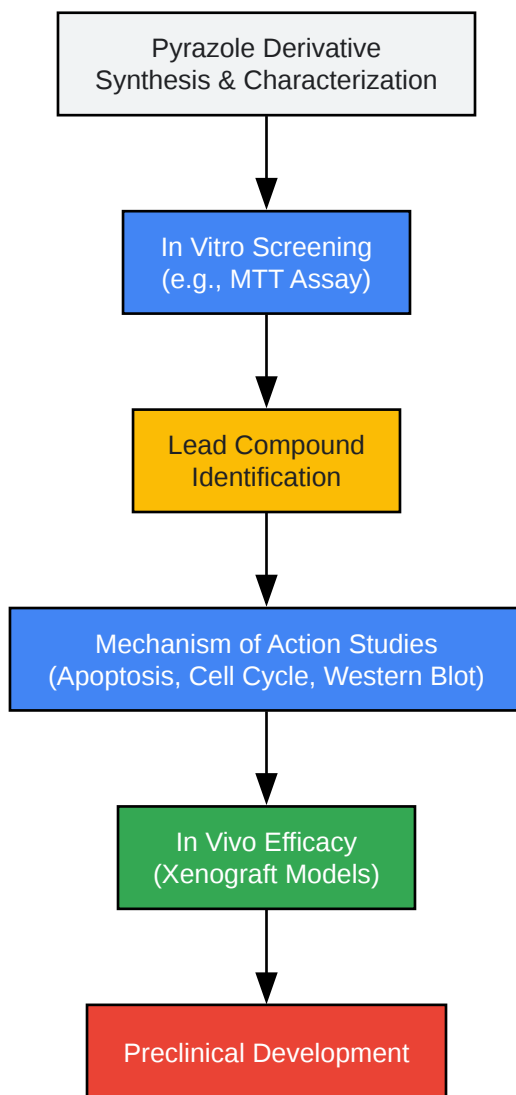 Pyrazole Derivative
Synthesis & Characterization
In Vitro Screening
(e.g., MTT Assay)
Lead Compound
Identification
Mechanism of Action Studies
(Apoptosis, Cell Cycle, Western Blot)
In Vivo Efficacy
(Xenograft Models)
Preclinical Development